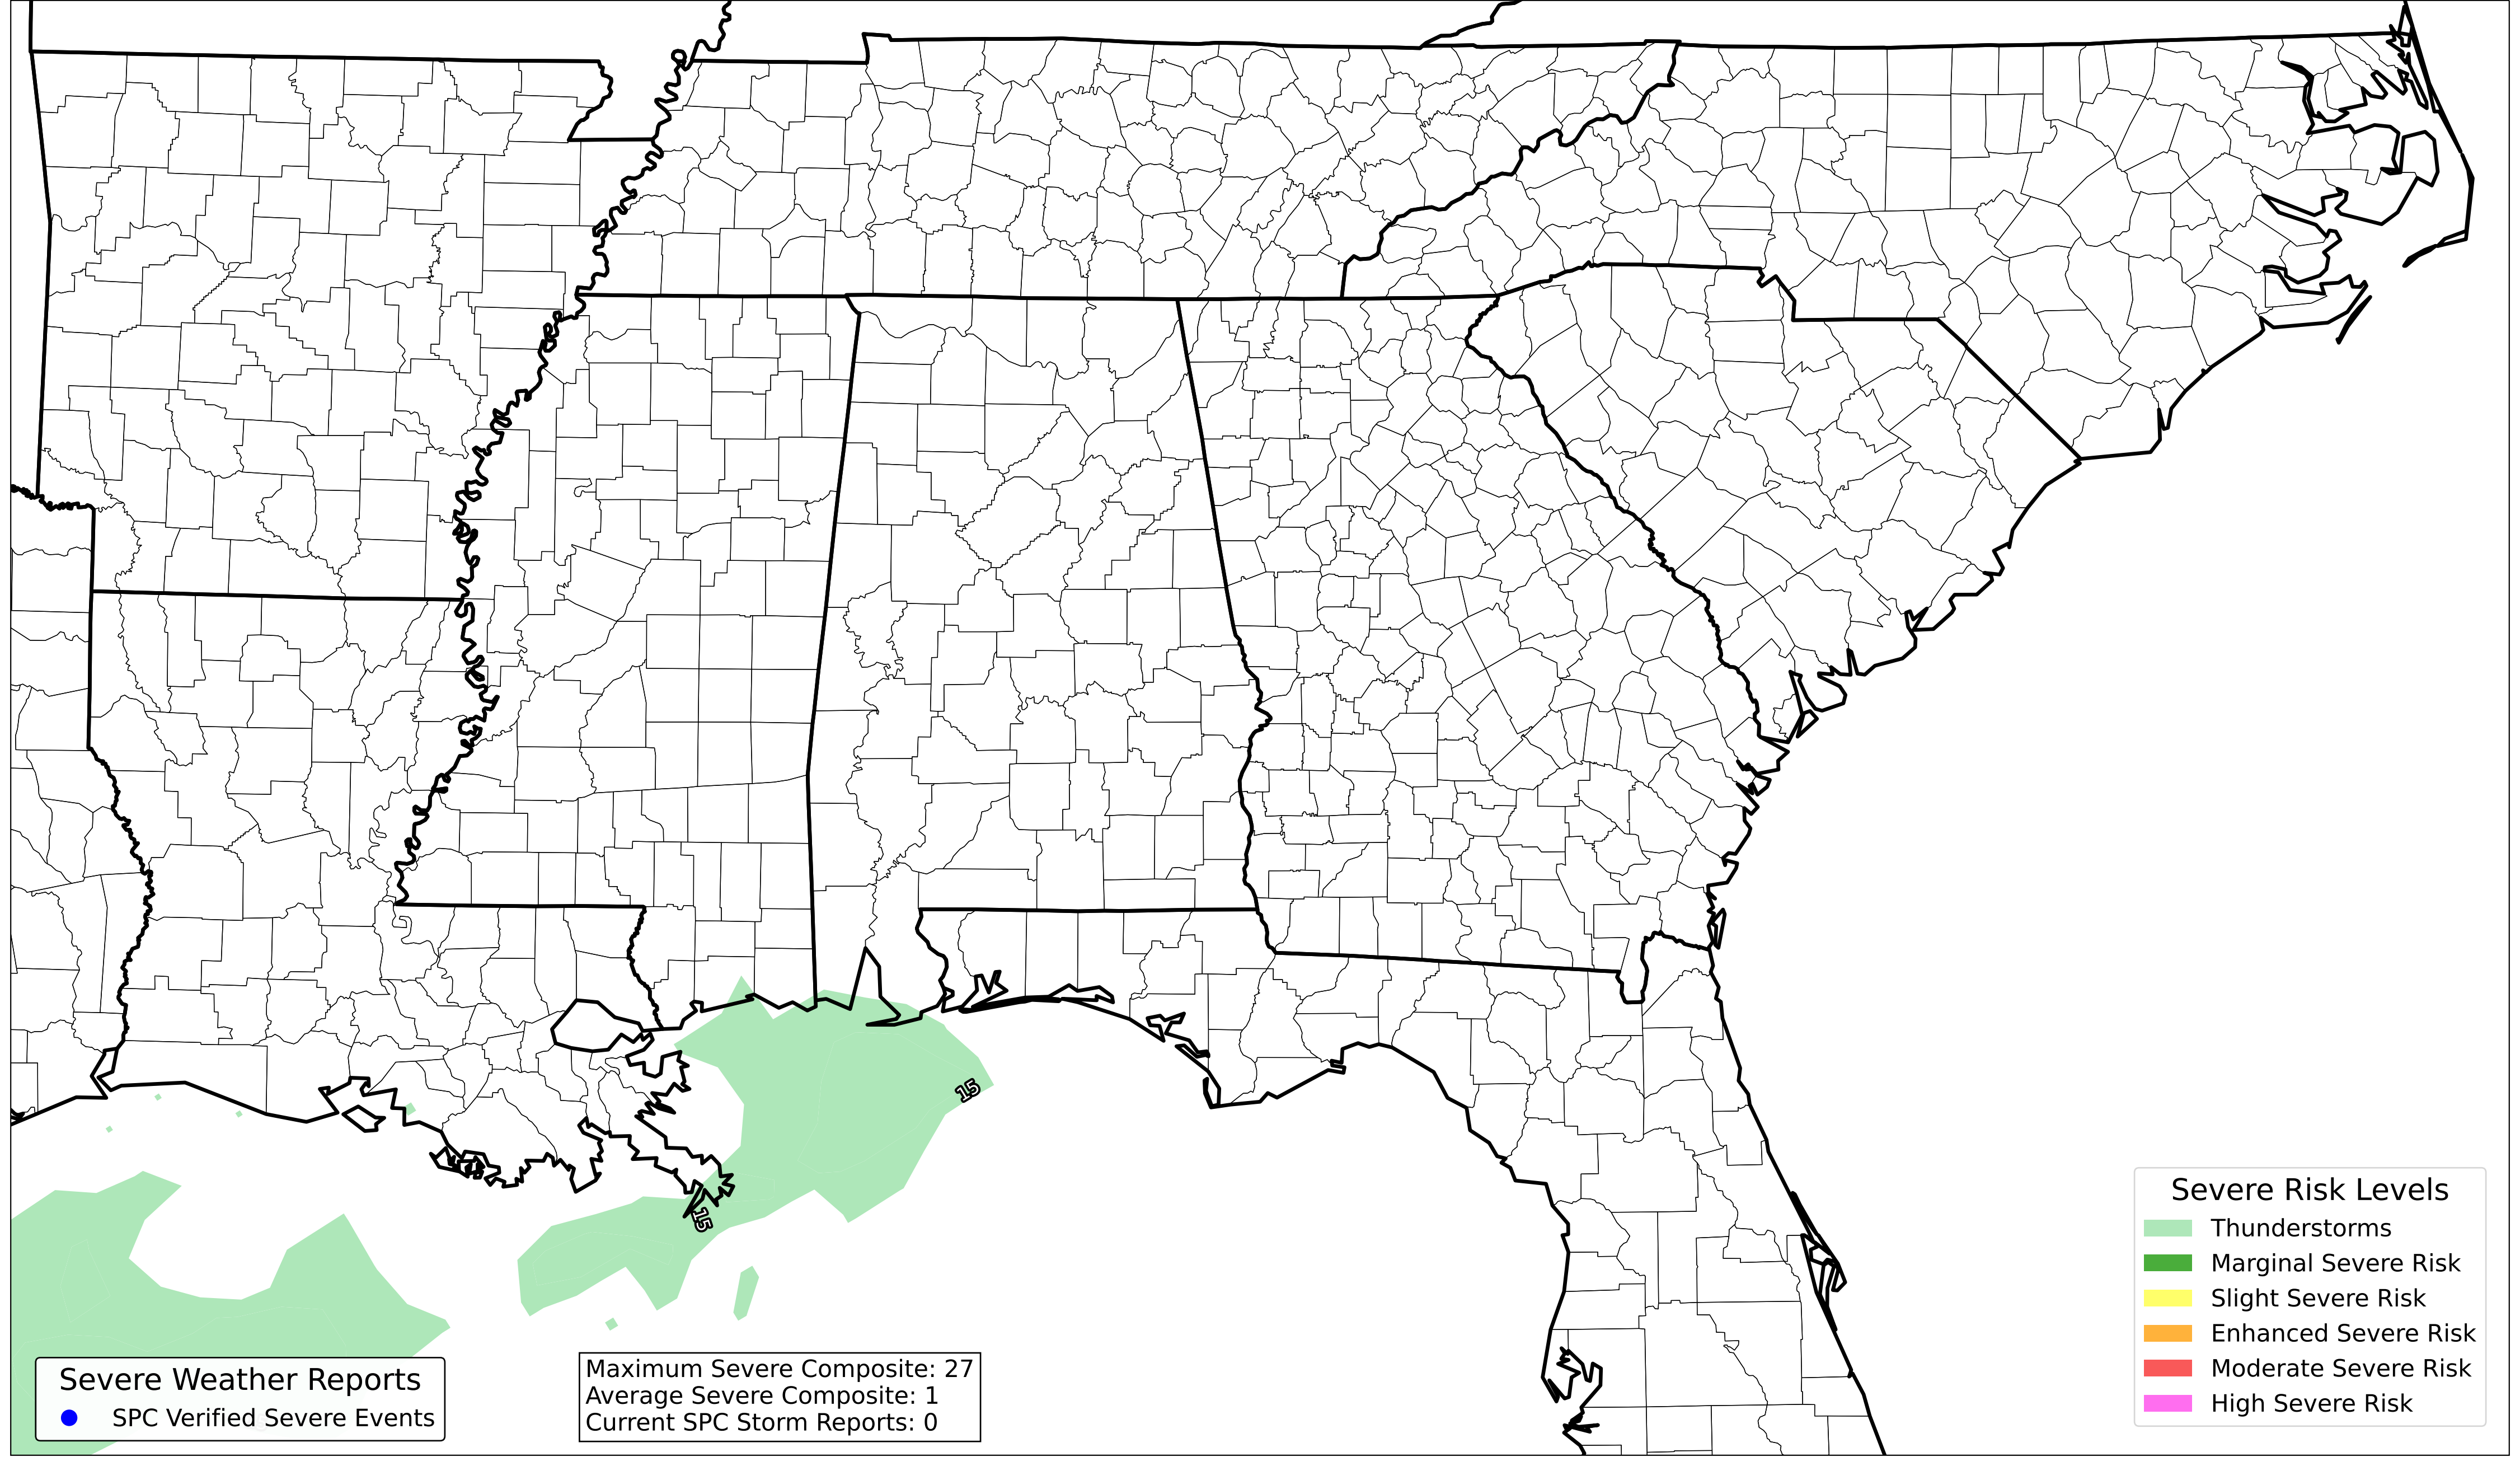 15
15
Severe Risk Levels
Thunderstorms
Marginal Severe Risk
Slight Severe Risk
Enhanced Severe Risk
Moderate Severe Risk
High Severe Risk
Severe Weather Reports
SPC Verified Severe Events
Maximum Severe Composite: 27
Average Severe Composite: 1
Current SPC Storm Reports: 0